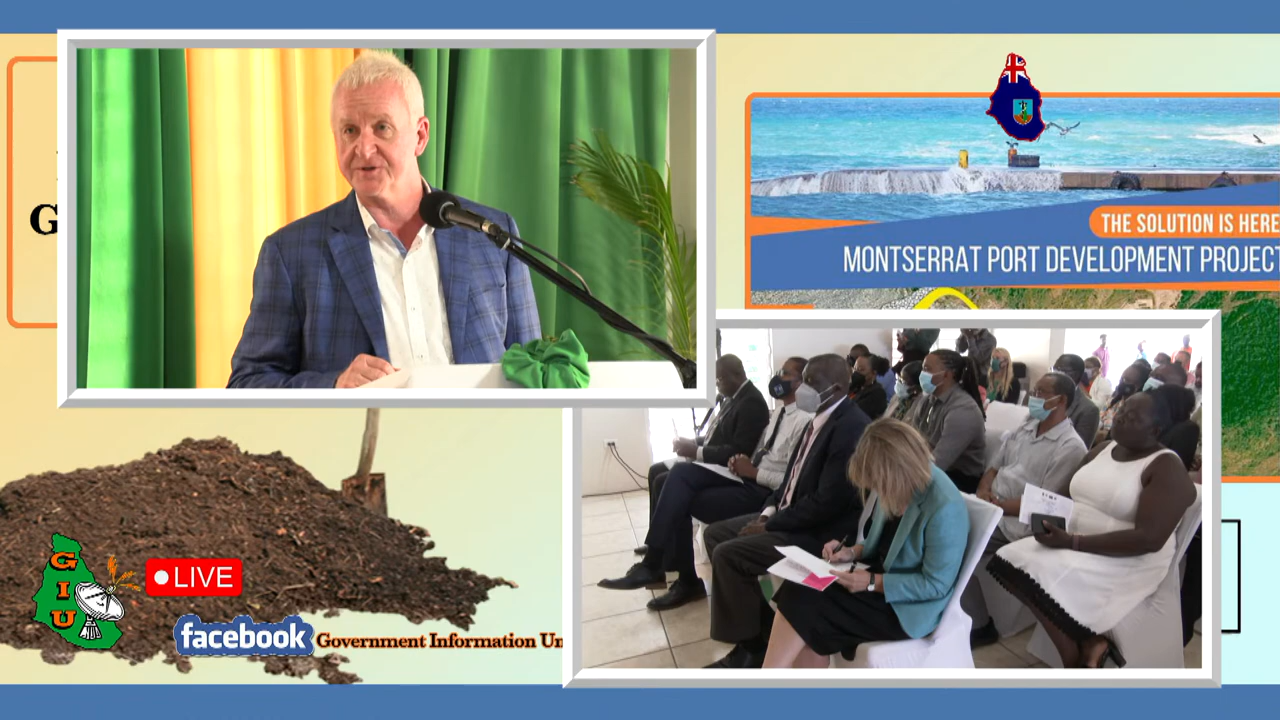 G
THE SOLUTION IS HERE
MONTSERRAT PORT DEVELOPMENT PROJECT
GIU
LIVE
facebook
Government Information Un